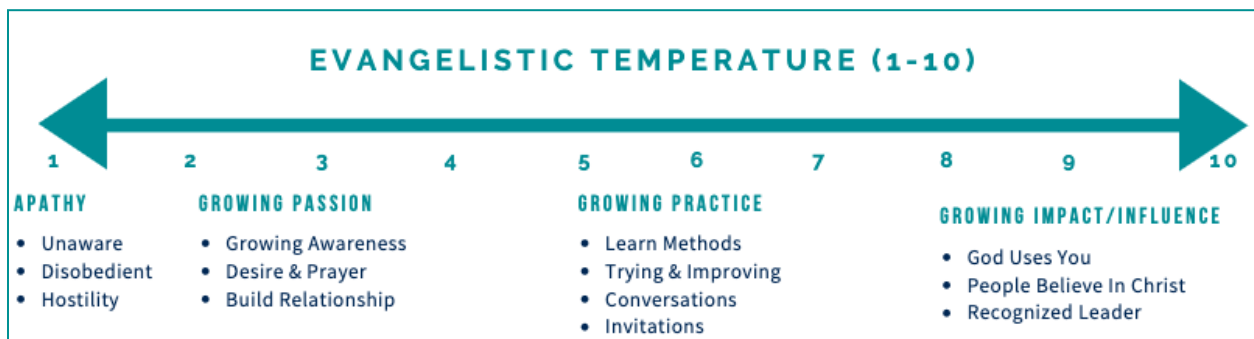 EVANGELISTIC TEMPERATURE (1-10)
1 2 3 4 5 6 7 8 9 10
APATHY
• Unaware
• Disobedient
• Hostility
GROWING PASSION
• Growing Awareness
• Desire & Prayer
• Build Relationship
GROWING PRACTICE
• Learn Methods
• Trying & Improving
• Conversations
• Invitations
GROWING IMPACT/INFLUENCE
• God Uses You
• People Believe In Christ
• Recognized Leader